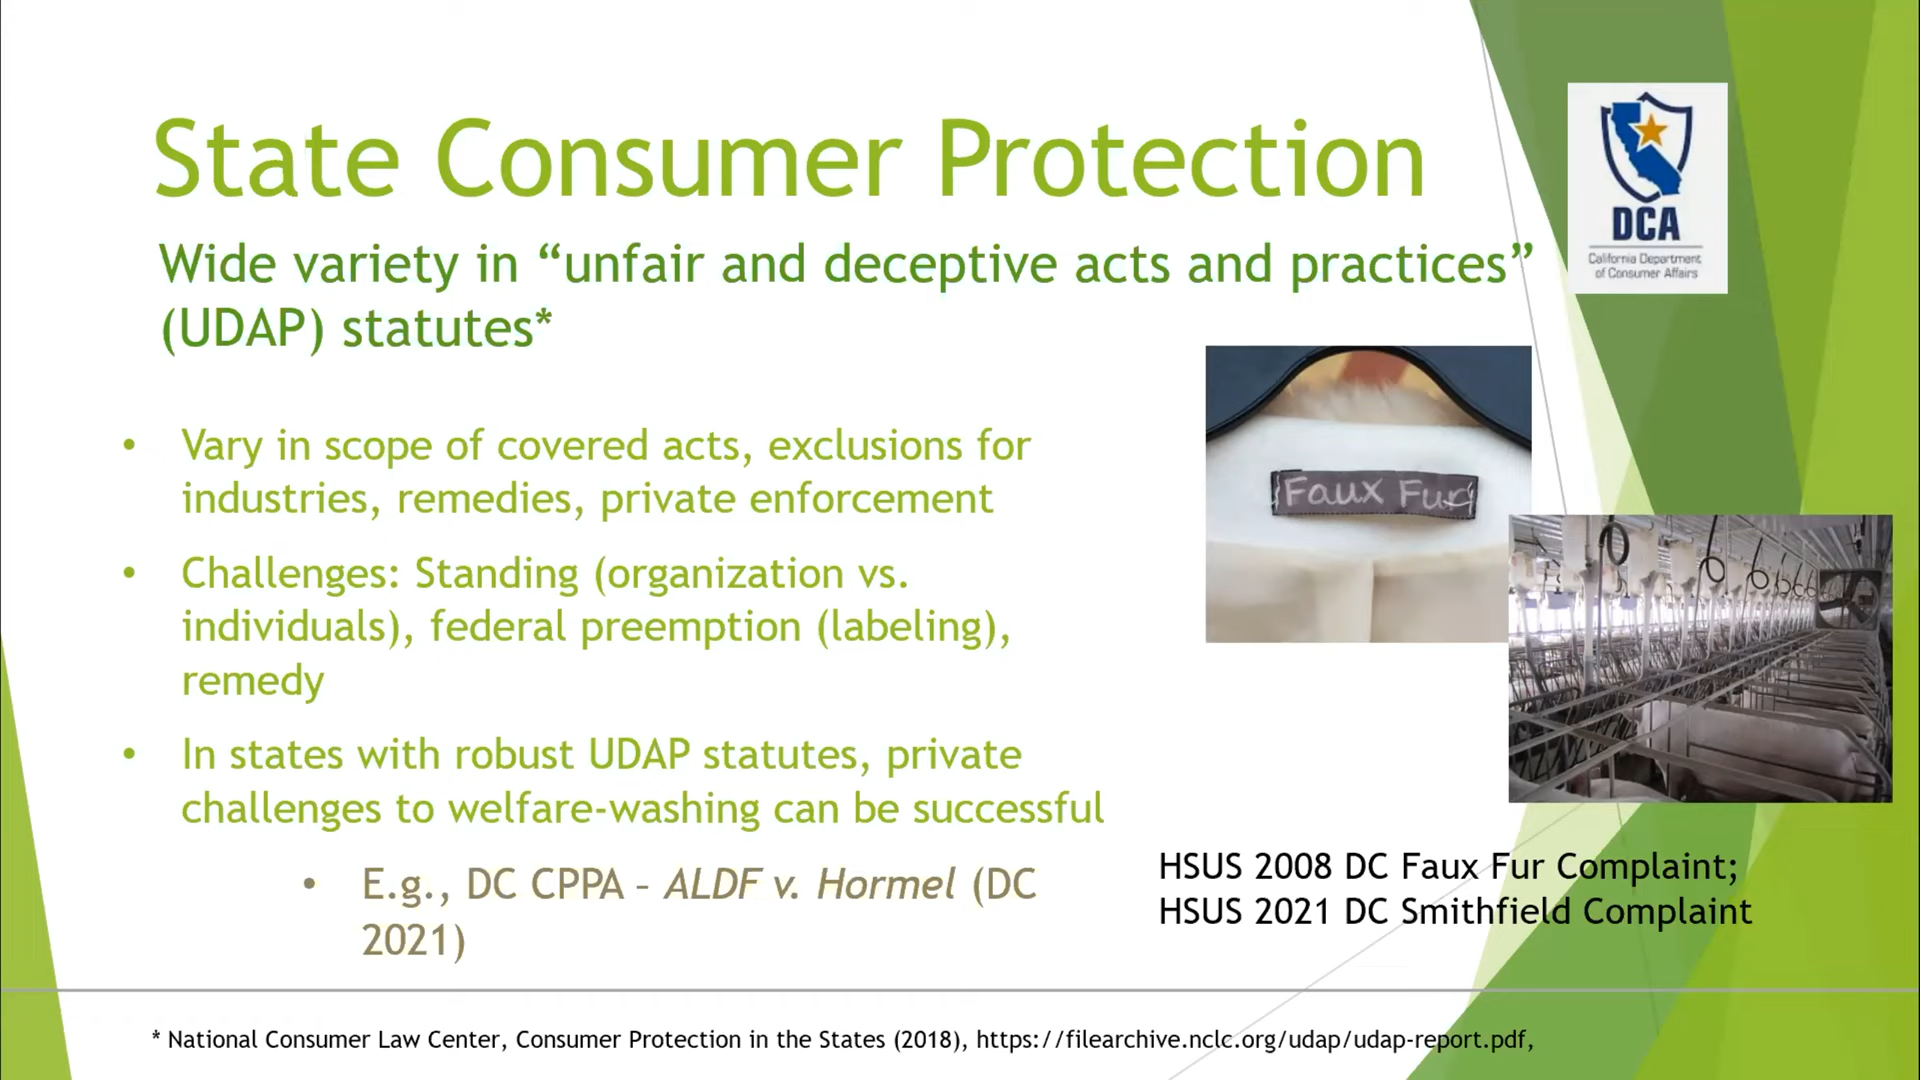 State Consumer Protection
Wide variety in “unfair and deceptive acts and practices”
(UDAP) statutes*
• Vary in scope of covered acts, exclusions for
industries, remedies, private enforcement
• Challenges: Standing (organization vs.
individuals), federal preemption (labeling),
remedy
• In states with robust UDAP statutes, private
challenges to welfare-washing can be successful
• E.g., DC CPPA – ALDF v. Hormel (DC
2021)
DCA
California Department
of Consumer Affairs
Faux Fur
HSUS 2008 DC Faux Fur Complaint;
HSUS 2021 DC Smithfield Complaint
* National Consumer Law Center, Consumer Protection in the States (2018), https://filearchive.nclc.org/udap/udap-report.pdf,